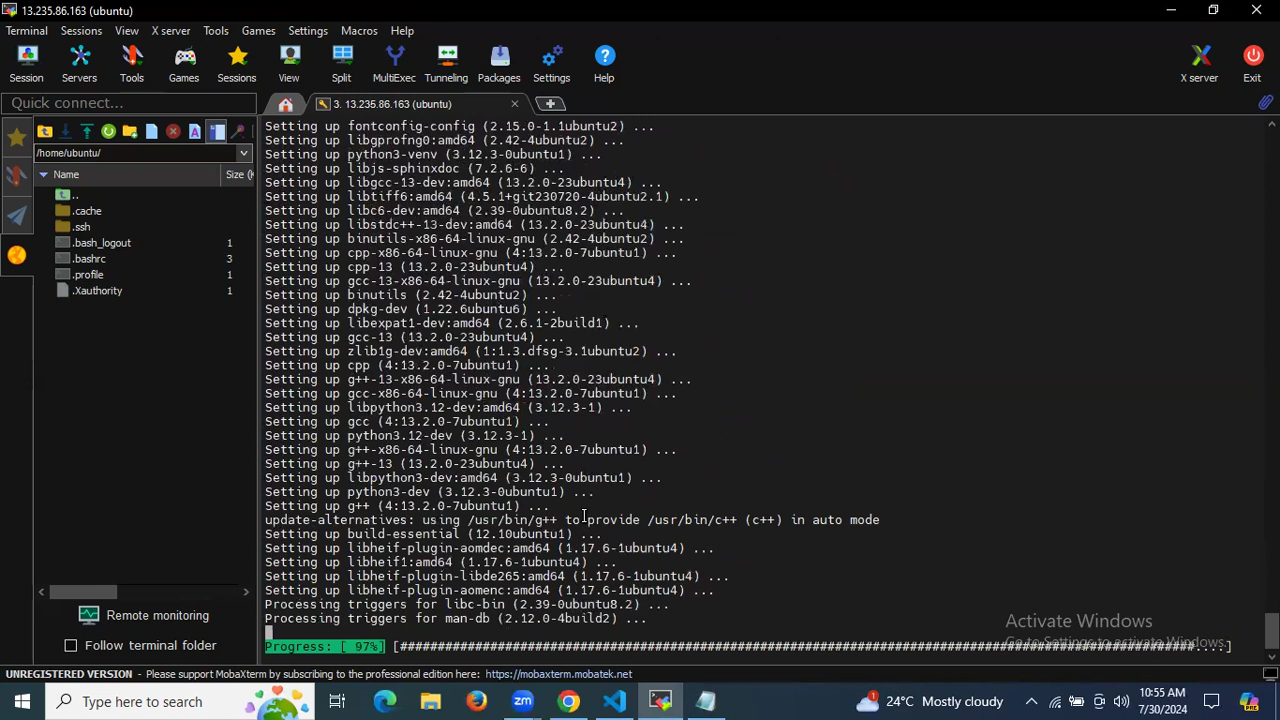 13.235.86.163 (ubuntu)
Terminal Sessions View X server Tools Games Settings Macros Help
Session Servers Tools Games Sessions View Split MultiExec Tunneling Packages Settings Help X server Exit
Quick connect...
3. 13.235.86.163 (ubuntu)
/home/ubuntu/
Name Size (K
..
.cache
.ssh
.bash_logout 1
.bashrc 3
.profile 1
.Xauthority 1
Remote monitoring
Follow terminal folder
Setting up fontconfig-config (2.15.0-1.1ubuntu2) ...
Setting up libgprofng0:amd64 (2.42-4ubuntu2) ...
Setting up python3-venv (3.12.3-0ubuntu1) ...
Setting up libjs-sphinxdoc (7.2.6-6) ...
Setting up libgcc-13-dev:amd64 (13.2.0-23ubuntu4) ...
Setting up libtiff6:amd64 (4.5.1+git230720-4ubuntu2.1) ...
Setting up libc6-dev:amd64 (2.39-0ubuntu8.2) ...
Setting up libstdc++-13-dev:amd64 (13.2.0-23ubuntu4) ...
Setting up binutils-x86-64-linux-gnu (2.42-4ubuntu2) ...
Setting up cpp-x86-64-linux-gnu (4:13.2.0-7ubuntu1) ...
Setting up cpp-13 (13.2.0-23ubuntu4) ...
Setting up gcc-13-x86-64-linux-gnu (13.2.0-23ubuntu4) ...
Setting up binutils (2.42-4ubuntu2) ...
Setting up dpkg-dev (1.22.6ubuntu6) ...
Setting up libexpat1-dev:amd64 (2.6.1-2build1) ...
Setting up gcc-13 (13.2.0-23ubuntu4) ...
Setting up zlib1g-dev:amd64 (1:1.3.dfsg-3.1ubuntu2) ...
Setting up cpp (4:13.2.0-7ubuntu1) ...
Setting up g++-13-x86-64-linux-gnu (13.2.0-23ubuntu4) ...
Setting up gcc-x86-64-linux-gnu (4:13.2.0-7ubuntu1) ...
Setting up libpython3.12-dev:amd64 (3.12.3-1) ...
Setting up gcc (4:13.2.0-7ubuntu1) ...
Setting up python3.12-dev (3.12.3-1) ...
Setting up g++-x86-64-linux-gnu (4:13.2.0-7ubuntu1) ...
Setting up g++-13 (13.2.0-23ubuntu4) ...
Setting up libpython3-dev:amd64 (3.12.3-0ubuntu1) ...
Setting up python3-dev (3.12.3-0ubuntu1) ...
Setting up g++ (4:13.2.0-7ubuntu1) ...
update-alternatives: using /usr/bin/g++ to provide /usr/bin/c++ (c++) in auto mode
Setting up build-essential (12.10ubuntu1) ...
Setting up libheif-plugin-aomdec:amd64 (1.17.6-1ubuntu4) ...
Setting up libheif1:amd64 (1.17.6-1ubuntu4) ...
Setting up libheif-plugin-libde265:amd64 (1.17.6-1ubuntu4) ...
Setting up libheif-plugin-aomenc:amd64 (1.17.6-1ubuntu4) ...
Processing triggers for libc-bin (2.39-0ubuntu8.2) ...
Processing triggers for man-db (2.12.0-4build2) ...
Progress: [ 97%] [##########################################################################################################...]
Activate Windows
Go to Settings to activate Windows.
UNREGISTERED VERSION - Please support MobaXterm by subscribing to the professional edition here: https://mobaxterm.mobatek.net
Type here to search
zm
1
24°C Mostly cloudy
10:55 AM
7/30/2024
PRE